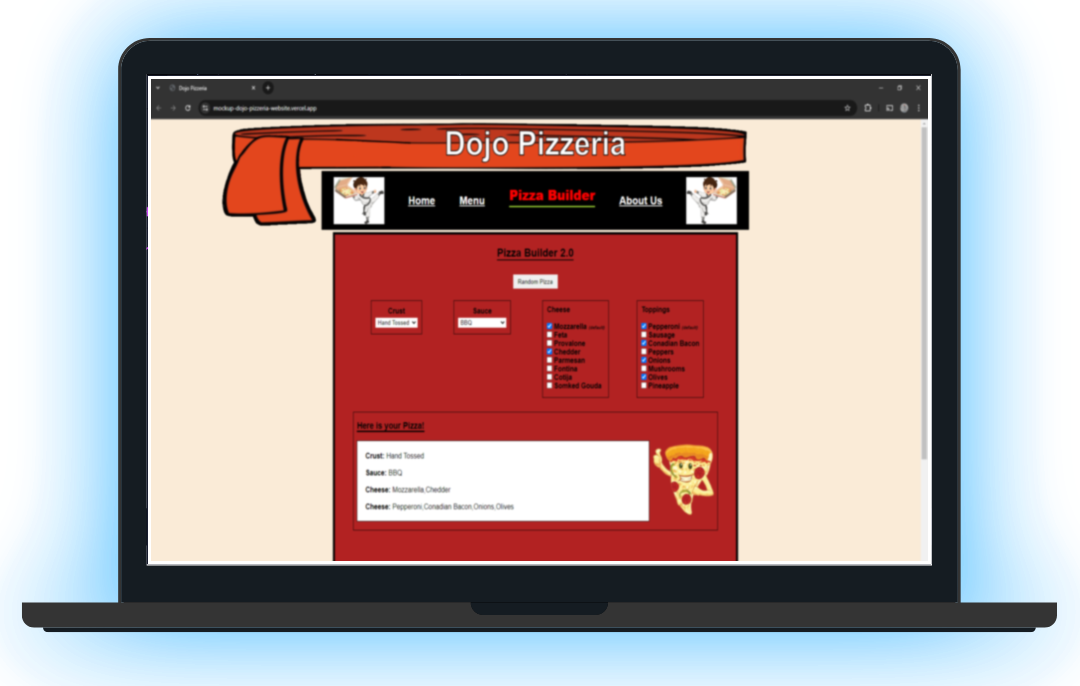 Dojo Pizzeria
mockup-dojo-pizzeria-website.vercel.app
Dojo Pizzeria
Home Menu Pizza Builder About Us
Pizza Builder 2.0
Random Pizza
Crust
Hand Tossed
Sauce
BBQ
Cheese
Mozzarella (default)
Feta
Provalone
Chedder
Parmesan
Fontina
Cotija
Somked Gouda
Toppings
Pepperoni (default)
Sausage
Conadian Bacon
Peppers
Onions
Mushrooms
Olives
Pineapple
Here is your Pizza!
Crust: Hand Tossed
Sauce: BBQ
Cheese: Mozzarella,Chedder
Cheese: Pepperoni,Conadian Bacon,Onions,Olives